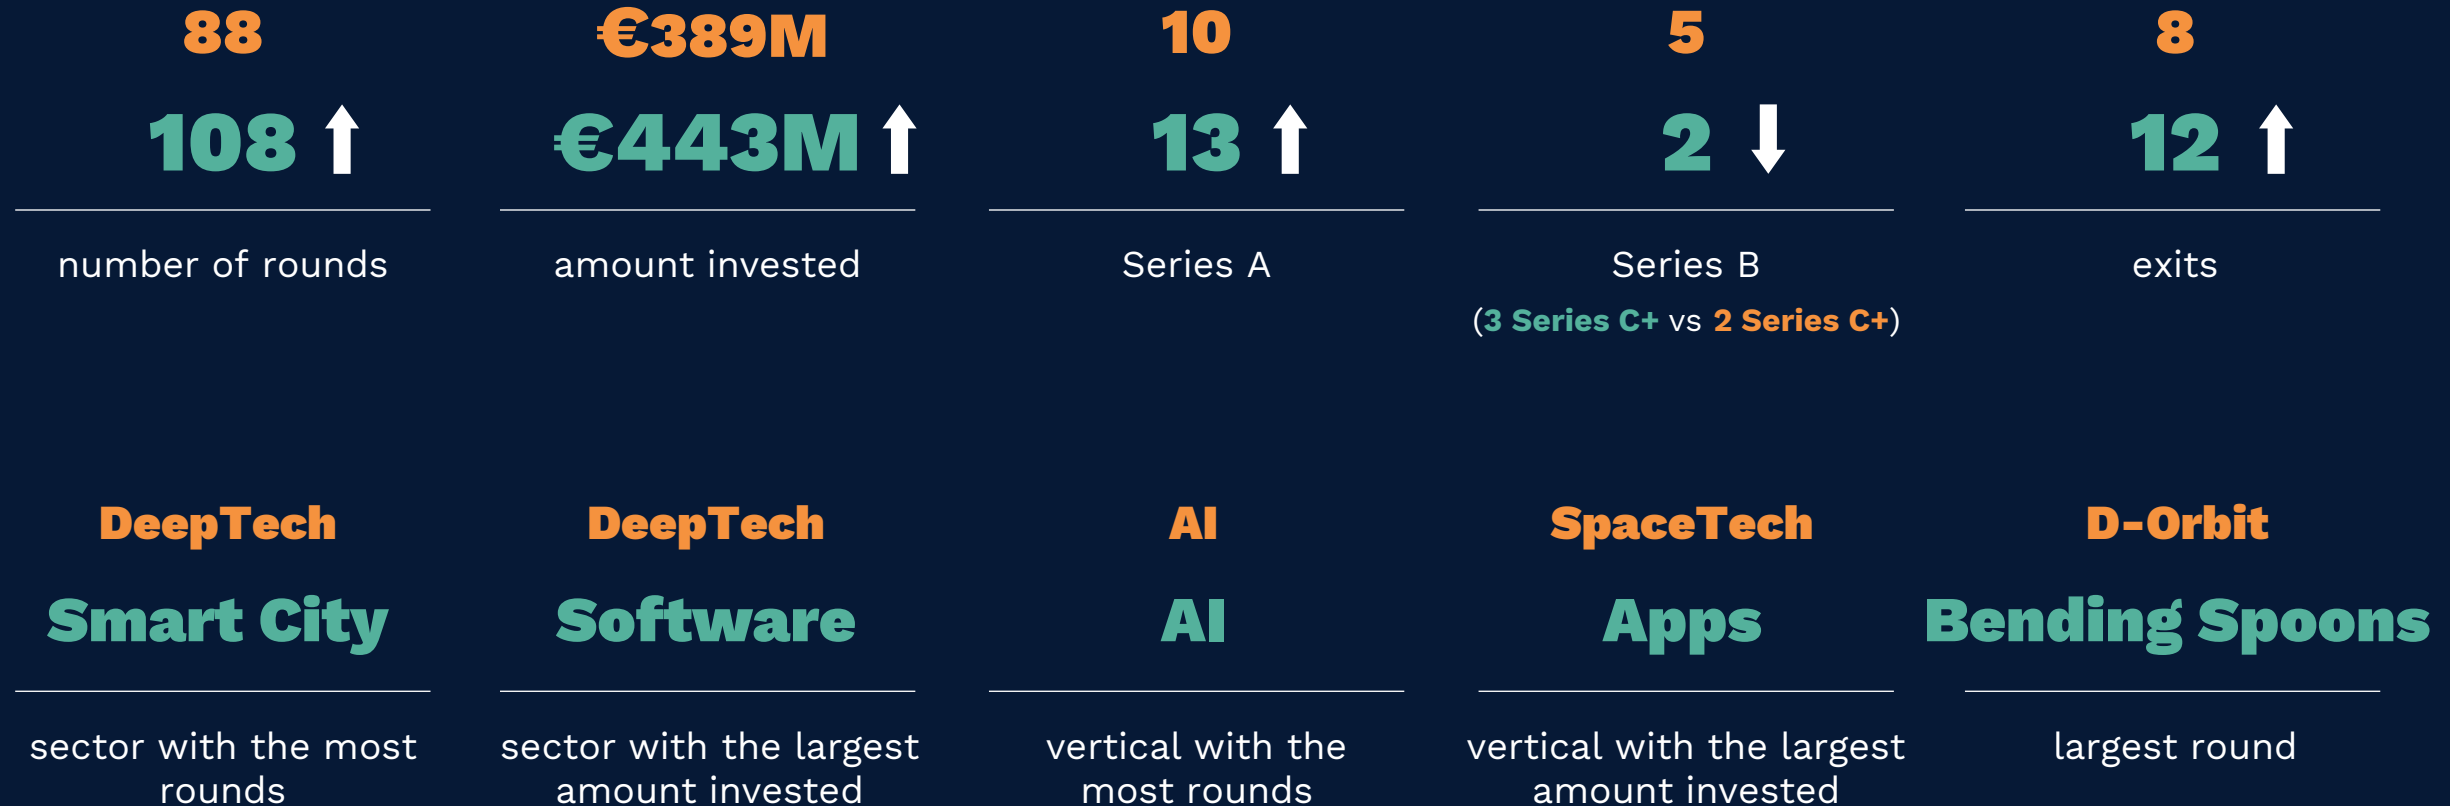 88
108
number of rounds
€389M
€443M
amount invested
10
13
Series A
5
2
Series B
(3 Series C+ vs 2 Series C+)
8
12
exits
DeepTech
Smart City
sector with the most
rounds
DeepTech
Software
sector with the largest
amount invested
AI
AI
vertical with the
most rounds
SpaceTech
Apps
vertical with the largest
amount invested
D-Orbit
Bending Spoons
largest round